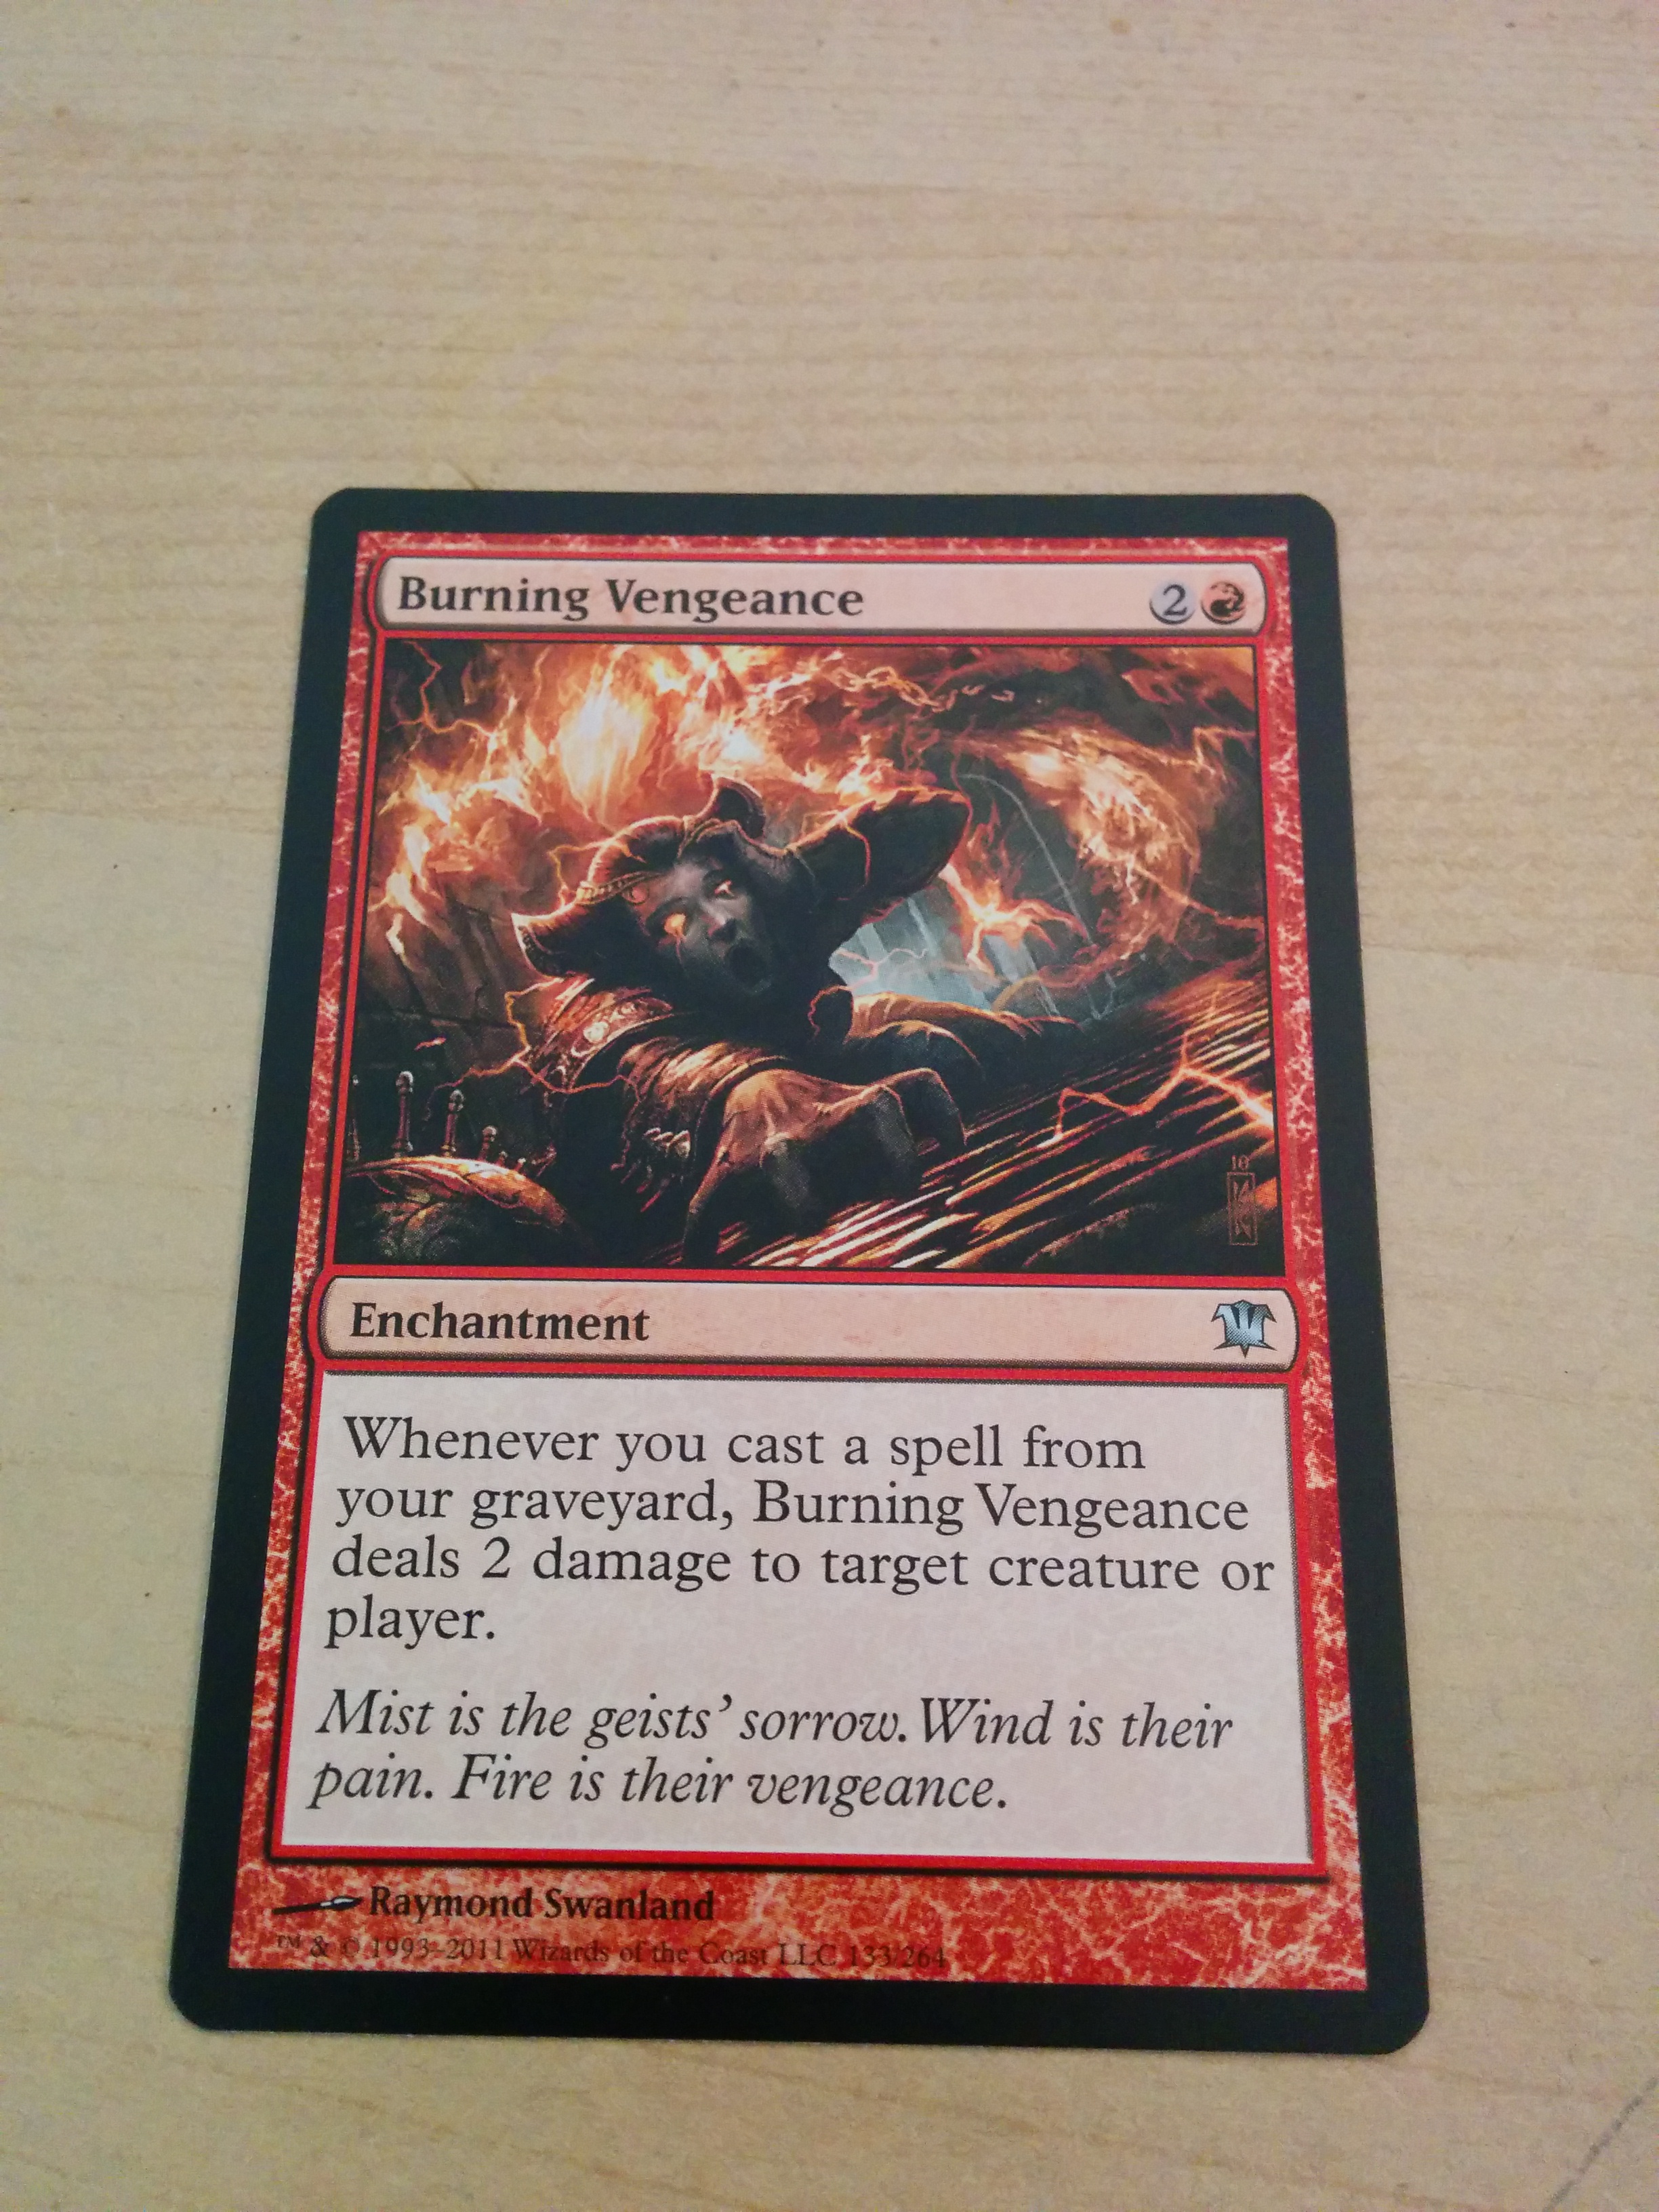 Burning Vengeance 2
10
Enchantment
Whenever you cast a spell from
your graveyard, Burning Vengeance
deals 2 damage to target creature or
player.
Mist is the geists' sorrow. Wind is their
pain. Fire is their vengeance.
Raymond Swanland
™ & © 1993–2011 Wizards of the Coast LLC 133/264